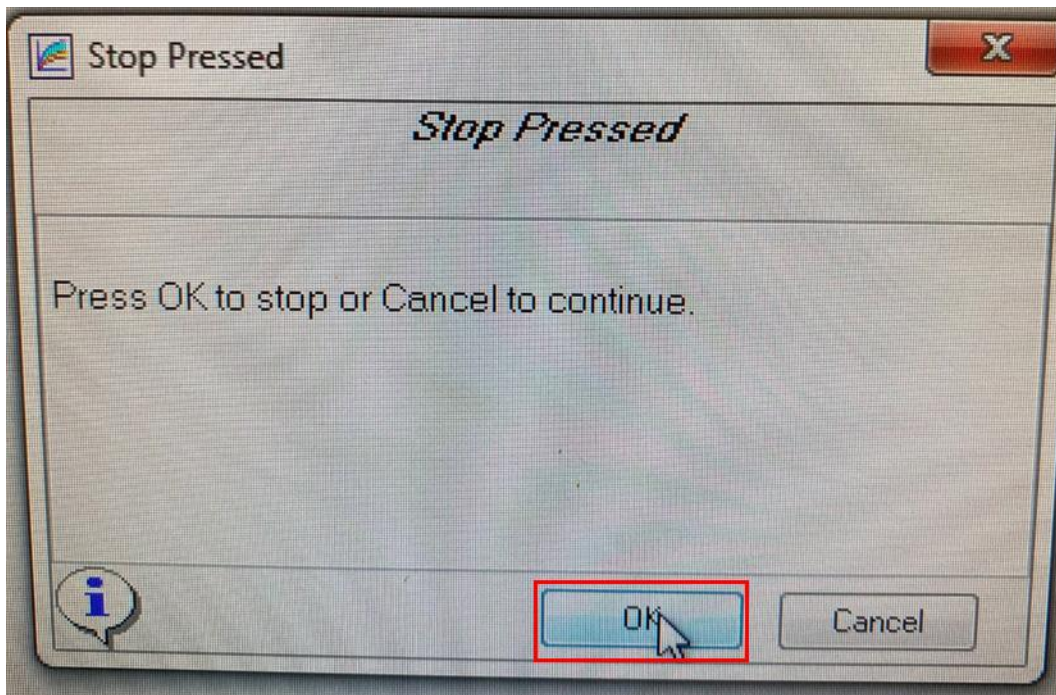 Stop Pressed
X
Stop Pressed
Press OK to stop or Cancel to continue.
i
OK
Cancel